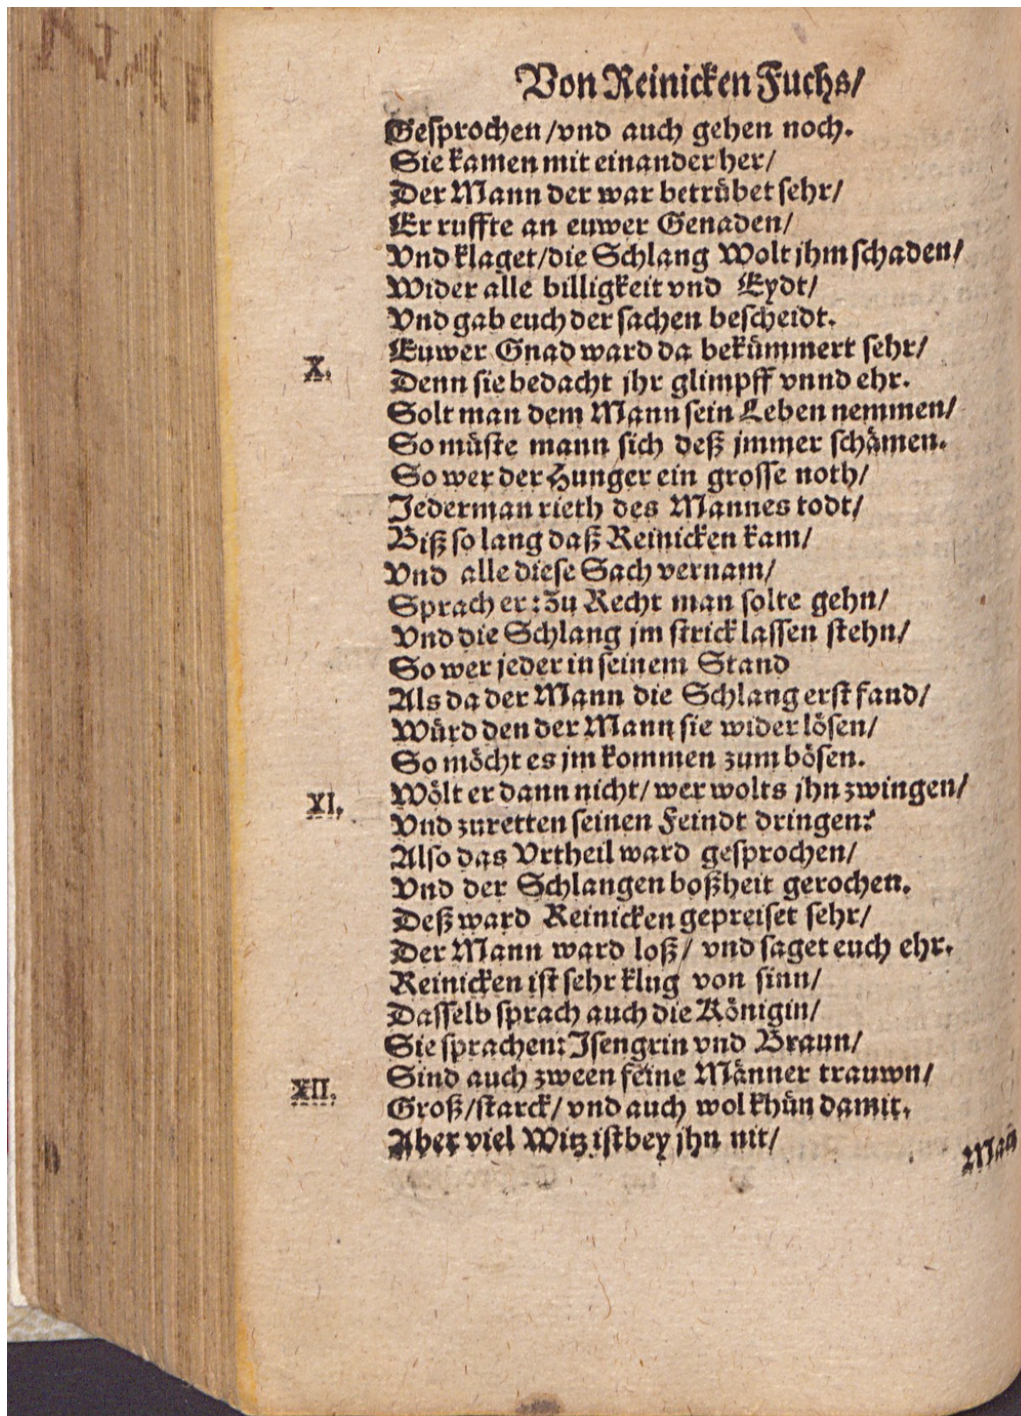 Von Reinicken Fuchs/
Gesprochen/vnd auch gehen noch.
Sie kamen mit einander her/
Der Mann der war betrübet sehr/
Er ruffte an euwer Genaden/
Vnd klaget/die Schlang Wolt jhm schaden/
Wider alle billigkeit vnd Eydt/
Vnd gab euch der sachen bescheidt.
X.
Euwer Gnad ward da bekümmert sehr/
Denn sie bedacht jhr glimpff vnnd ehr.
Solt man dem Mann sein Leben nemmen/
So müste mann sich deß jmmer schämen.
So wer der Hunger ein grosse noth/
Jederman rieth des Mannes todt/
Biß so lang daß Reinicken kam/
Vnd alle diese Sach vernam/
Sprach er: Zu Recht man solte gehn/
Vnd die Schlang jm strick lassen stehn/
So wer jeder in seinem Stand
Als da der Mann die Schlang erst fand/
Würd den der Mann sie wider lösen/
So möcht es jm kommen zum bösen.
XI.
Wölt er dann nicht/ wer wolts jhn zwingen/
Vnd zuretten seinen Feindt dringen?
Also das Vrtheil ward gesprochen/
Vnd der Schlangen boßheit gerochen.
Deß ward Reinicken gepreiset sehr/
Der Mann ward loß/ vnd saget euch ehr.
Reinicken ist sehr klug von sinn/
Dasselb sprach auch die Königin/
Sie sprachen: Isengrin vnd Braun/
XII.
Sind auch zween feine Männer trauwn/
Groß/starck/ vnd auch wol khün damit.
Aber viel Witz ist bey jhn nit/